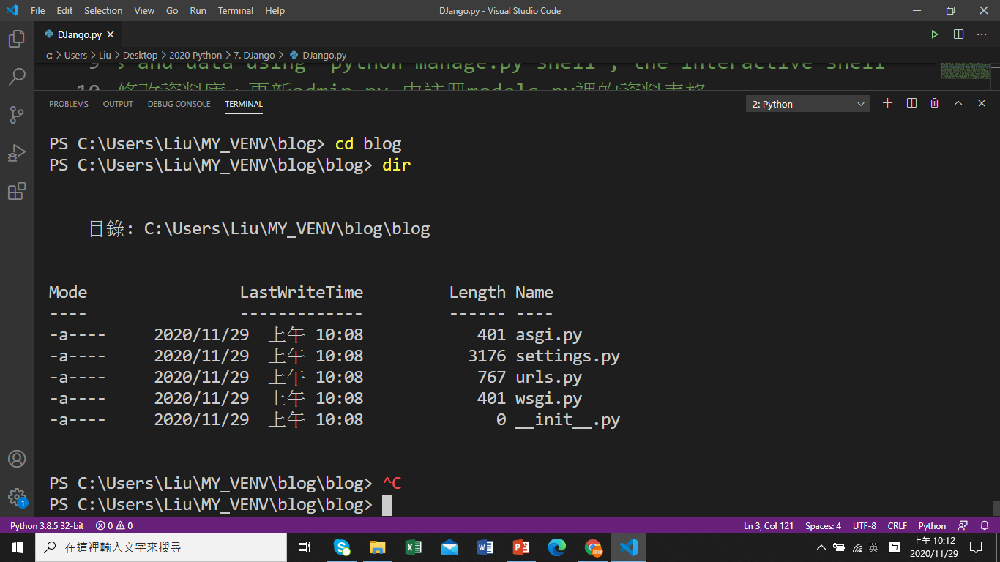 File Edit Selection View Go Run Terminal Help DJango.py - Visual Studio Code
DJango.py
c: > Users > Liu > Desktop > 2020 Python > 7. DJango > DJango.py
9 s and data using "python manage.py shell", the interactive shell
10 修改資料庫，更新admin.py 中註冊models.py裡的資料表格
PROBLEMS OUTPUT DEBUG CONSOLE TERMINAL 2: Python
PS C:\Users\Liu\MY_VENV\blog> cd blog
PS C:\Users\Liu\MY_VENV\blog\blog> dir
目錄: C:\Users\Liu\MY_VENV\blog\blog
Mode LastWriteTime Length Name
---- ------------- ------ ----
-a---- 2020/11/29 上午 10:08 401 asgi.py
-a---- 2020/11/29 上午 10:08 3176 settings.py
-a---- 2020/11/29 上午 10:08 767 urls.py
-a---- 2020/11/29 上午 10:08 401 wsgi.py
-a---- 2020/11/29 上午 10:08 0 __init__.py
PS C:\Users\Liu\MY_VENV\blog\blog> ^C
PS C:\Users\Liu\MY_VENV\blog\blog>
1
Python 3.8.5 32-bit 0 0 Ln 3, Col 121 Spaces: 4 UTF-8 CRLF Python
在這裡輸入文字來搜尋
英
上午 10:12
2020/11/29